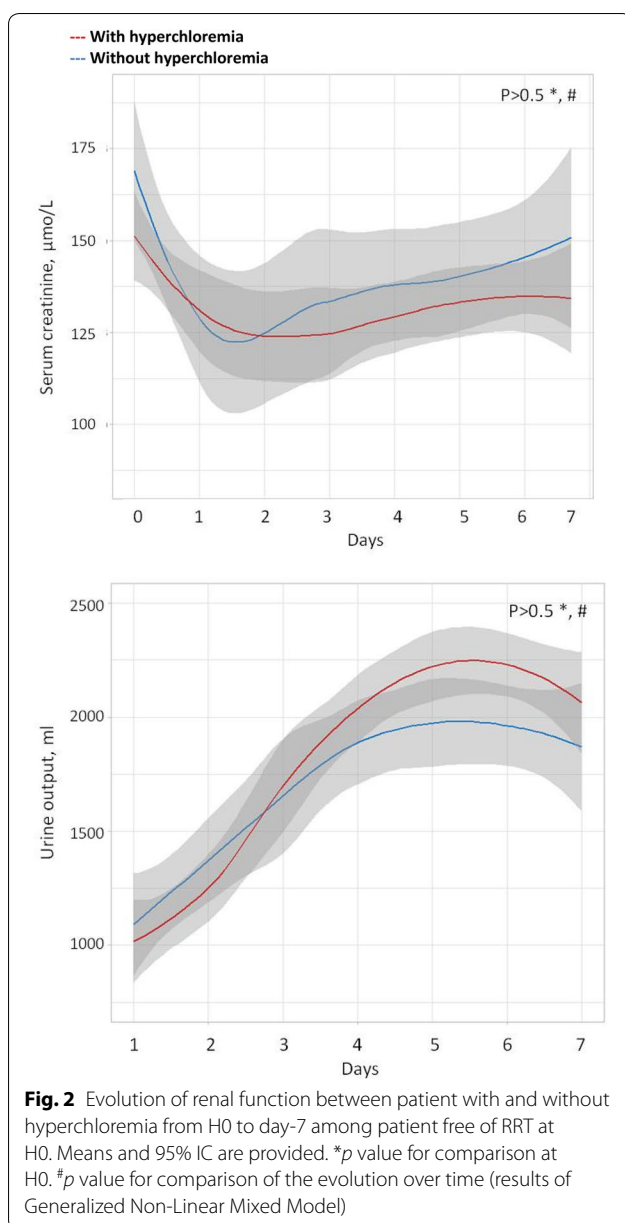 --- With hyperchloremia
--- Without hyperchloremia
P>0.5 *, #
175
150
125
100
Serum creatinine, µmo/L
0 1 2 3 4 5 6 7
Days
2500
P>0.5 *, #
2000
1500
1000
Urine output, ml
1 2 3 4 5 6 7
Days
Fig. 2 Evolution of renal function between patient with and without
hyperchloremia from H0 to day-7 among patient free of RRT at
H0. Means and 95% IC are provided. *p value for comparison at
H0. #p value for comparison of the evolution over time (results of
Generalized Non-Linear Mixed Model)